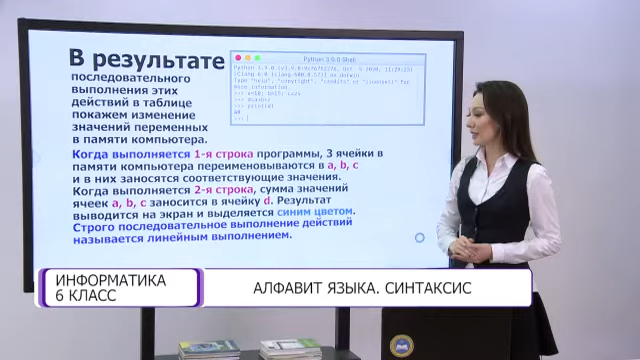 В результате
последовательного
выполнения этих
действий в таблице
покажем изменение
значений переменных
в памяти компьютера.
Python 3.9.0 Shell
>>> print(d)
Когда выполняется 1-я строка программы, 3 ячейки в
памяти компьютера переименовываются в a, b, c
и в них заносятся соответствующие значения.
Когда выполняется 2-я строка, сумма значений
ячеек a, b, c заносится в ячейку d. Результат
выводится на экран и выделяется синим цветом.
Строго последовательное выполнение действий
называется линейным выполнением.
ИНФОРМАТИКА
6 КЛАСС
АЛФАВИТ ЯЗЫКА. СИНТАКСИС